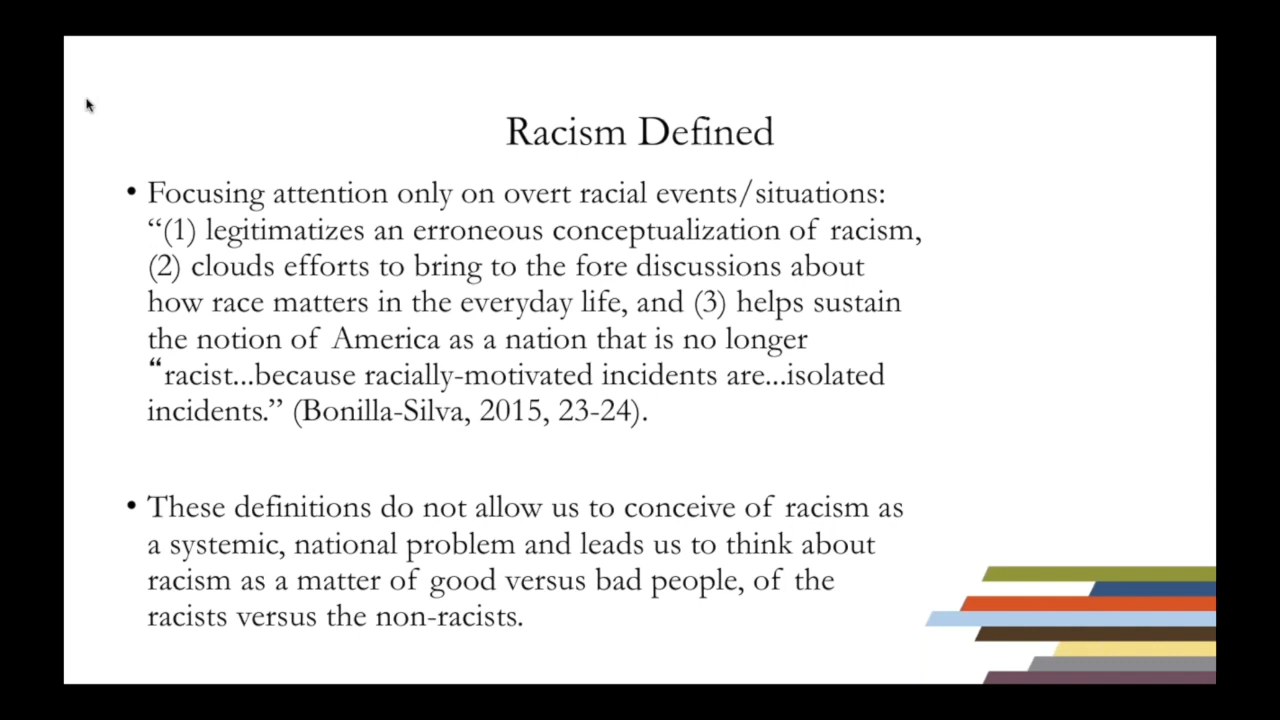 Racism Defined
• Focusing attention only on overt racial events/situations:
“(1) legitimatizes an erroneous conceptualization of racism,
(2) clouds efforts to bring to the fore discussions about
how race matters in the everyday life, and (3) helps sustain
the notion of America as a nation that is no longer
“racist...because racially-motivated incidents are...isolated
incidents.” (Bonilla-Silva, 2015, 23-24).
• These definitions do not allow us to conceive of racism as
a systemic, national problem and leads us to think about
racism as a matter of good versus bad people, of the
racists versus the non-racists.